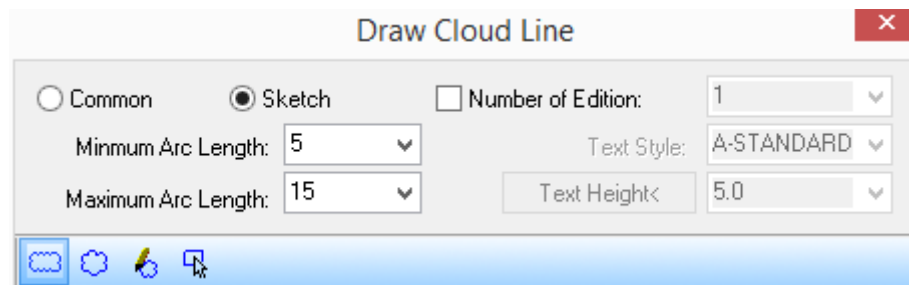 Draw Cloud Line
Common Sketch Number of Edition: 1
Minmum Arc Length: 5 Text Style: A-STANDARD
Maximum Arc Length: 15 Text Height< 5.0